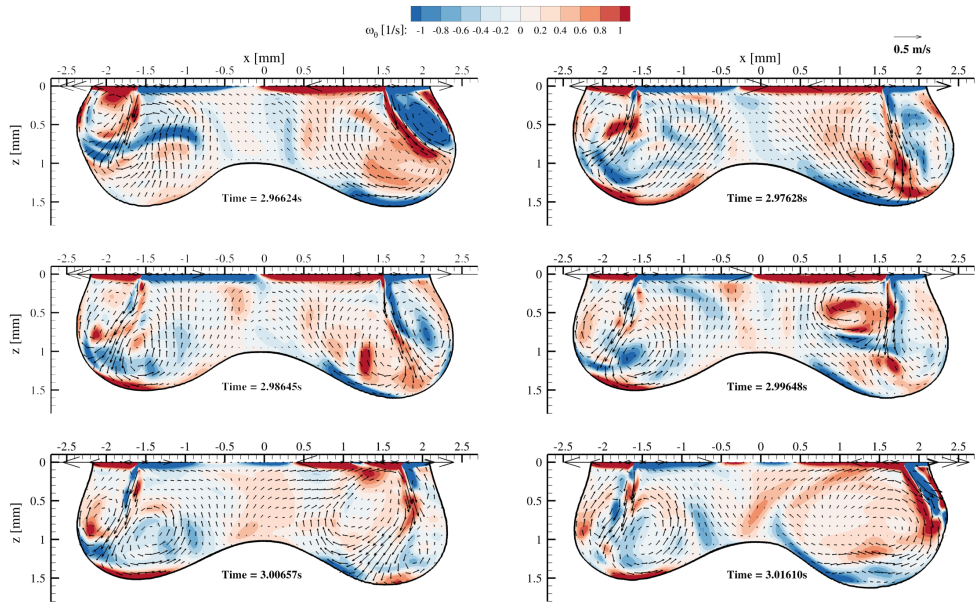 ω_θ [1/s]: -1 -0.8 -0.6 -0.4 -0.2 0 0.2 0.4 0.6 0.8 1
0.5 m/s
x [mm] x [mm]
-2.5 -2 -1.5 -1 -0.5 0 0.5 1 1.5 2 2.5 -2.5 -2 -1.5 -1 -0.5 0 0.5 1 1.5 2 2.5
0 0
0.5 0.5
z [mm] z [mm]
1 1
1.5 Time = 2.96624s 1.5 Time = 2.97628s
-2.5 -2 -1.5 -1 -0.5 0 0.5 1 1.5 2 2.5 -2.5 -2 -1.5 -1 -0.5 0 0.5 1 1.5 2 2.5
0 0
0.5 0.5
z [mm] z [mm]
1 1
1.5 Time = 2.98645s 1.5 Time = 2.99648s
-2.5 -2 -1.5 -1 -0.5 0 0.5 1 1.5 2 2.5 -2.5 -2 -1.5 -1 -0.5 0 0.5 1 1.5 2 2.5
0 0
0.5 0.5
z [mm] z [mm]
1 1
1.5 Time = 3.00657s 1.5 Time = 3.01610s